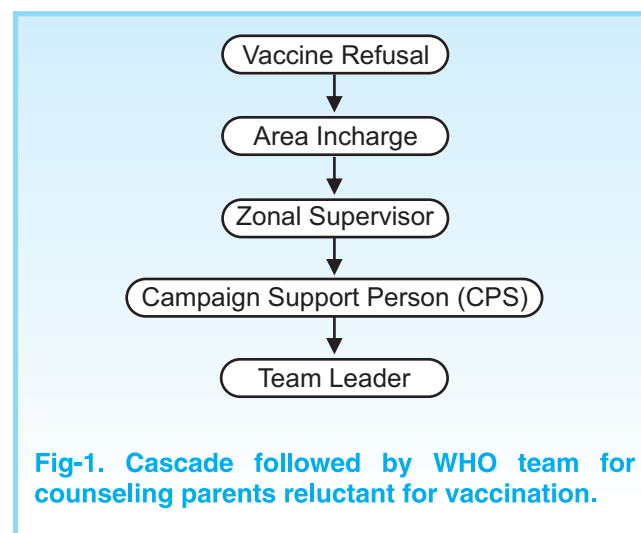 Vaccine Refusal
Area Incharge
Zonal Supervisor
Campaign Support Person (CPS)
Team Leader
Fig-1. Cascade followed by WHO team for
counseling parents reluctant for vaccination.